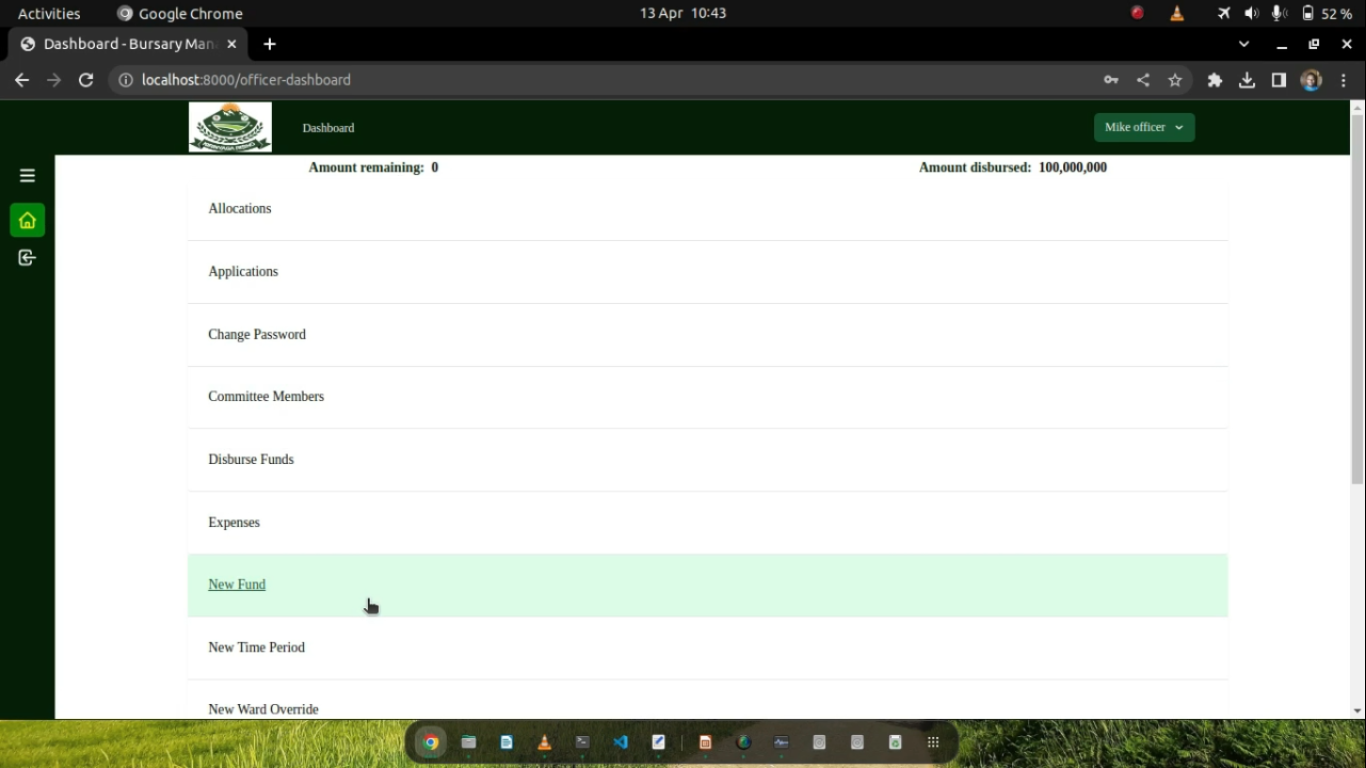 Activities Google Chrome 13 Apr 10:43 52 %
Dashboard - Bursary Man
localhost:8000/officer-dashboard
Dashboard Mike officer
Amount remaining: 0 Amount disbursed: 100,000,000
Allocations
Applications
Change Password
Committee Members
Disburse Funds
Expenses
New Fund
New Time Period
New Ward Override